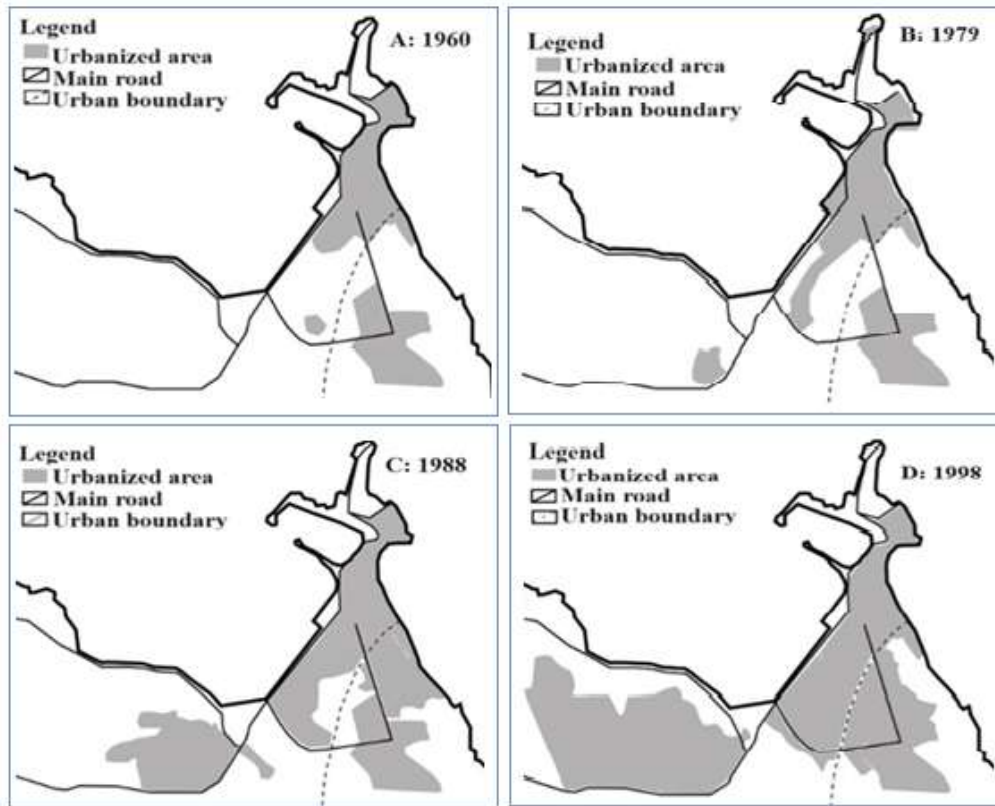 Legend
A: 1960
Urbanized area
Main road
Urban boundary
Legend
B: 1979
Urbanized area
Main road
Urban boundary
Legend
C: 1988
Urbanized area
Main road
Urban boundary
Legend
D: 1998
Urbanized area
Main road
Urban boundary